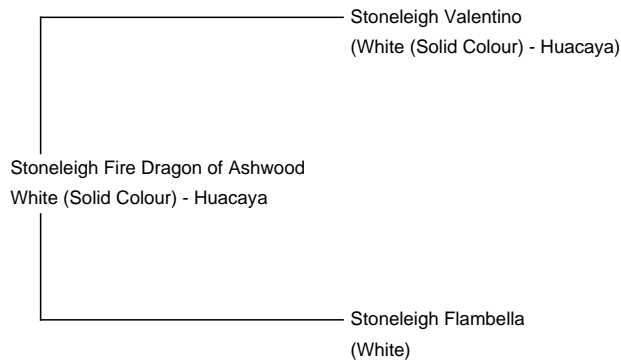 Stoneleigh Valentino
(White (Solid Colour) - Huacaya)
Stoneleigh Fire Dragon of Ashwood
White (Solid Colour) - Huacaya
Stoneleigh Flambella
(White)